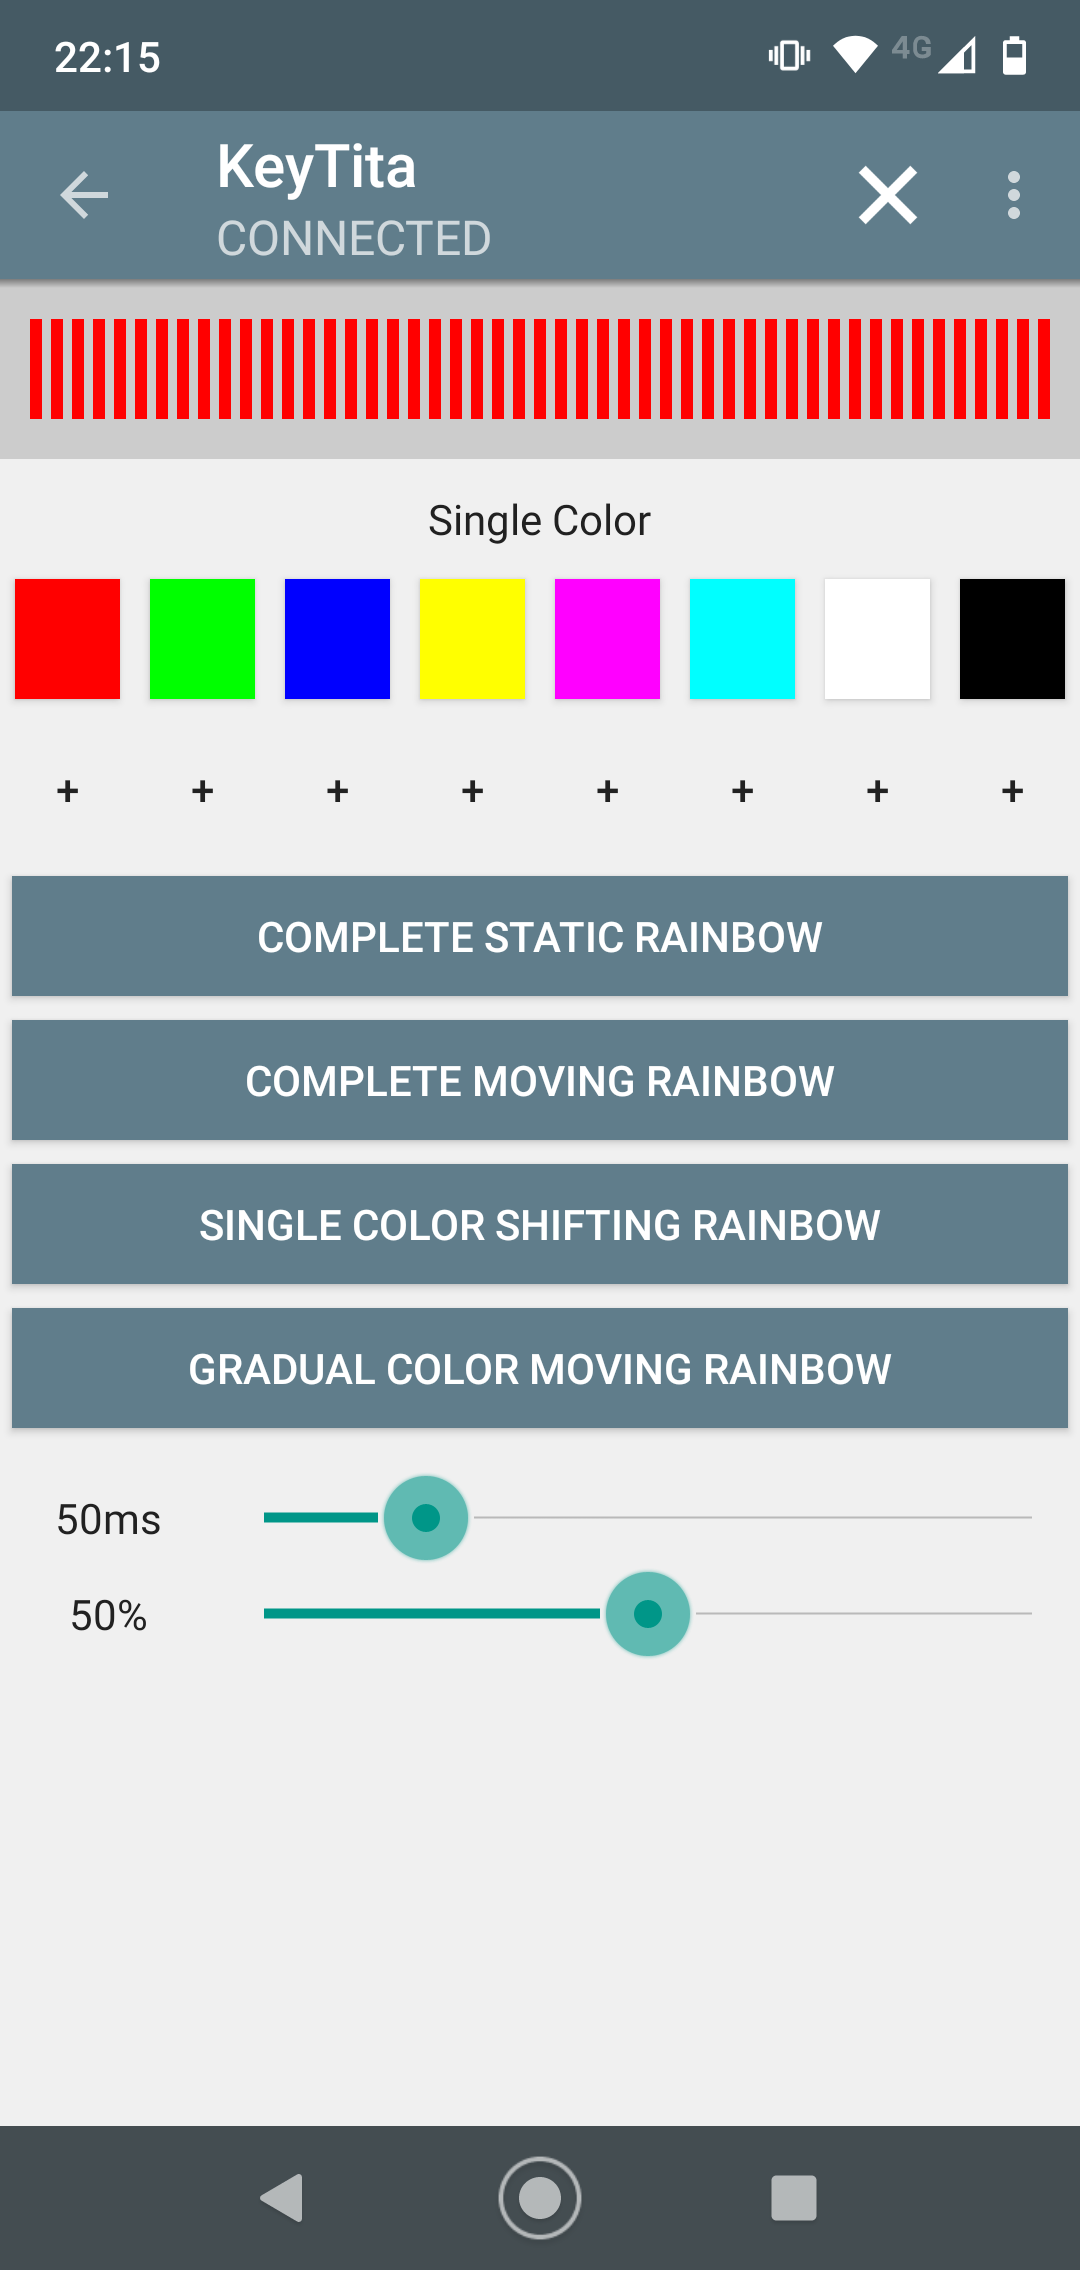 22:15
4G
KeyTita
CONNECTED
Single Color
+ + + + + + + +
COMPLETE STATIC RAINBOW
COMPLETE MOVING RAINBOW
SINGLE COLOR SHIFTING RAINBOW
GRADUAL COLOR MOVING RAINBOW
50ms
50%